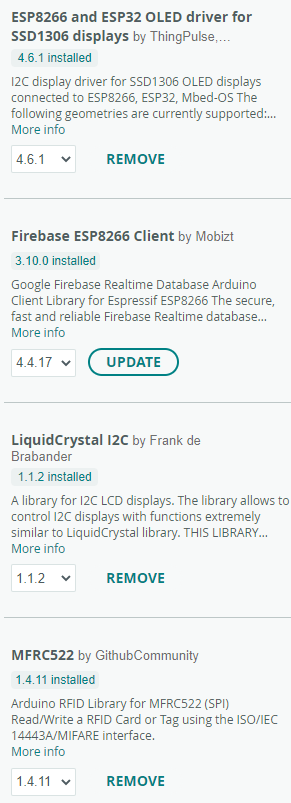 ESP8266 and ESP32 OLED driver for
SSD1306 displays by ThingPulse,...
4.6.1 installed
I2C display driver for SSD1306 OLED displays
connected to ESP8266, ESP32, Mbed-OS The
following geometries are currently supported:...
More info
4.6.1
REMOVE
Firebase ESP8266 Client by Mobizt
3.10.0 installed
Google Firebase Realtime Database Arduino
Client Library for Espressif ESP8266 The secure,
fast and reliable Firebase Realtime database...
More info
4.4.17
UPDATE
LiquidCrystal I2C by Frank de
Brabander
1.1.2 installed
A library for I2C LCD displays. The library allows to
control I2C displays with functions extremely
similar to LiquidCrystal library. THIS LIBRARY...
More info
1.1.2
REMOVE
MFRC522 by GithubCommunity
1.4.11 installed
Arduino RFID Library for MFRC522 (SPI)
Read/Write a RFID Card or Tag using the ISO/IEC
14443A/MIFARE interface.
More info
1.4.11
REMOVE